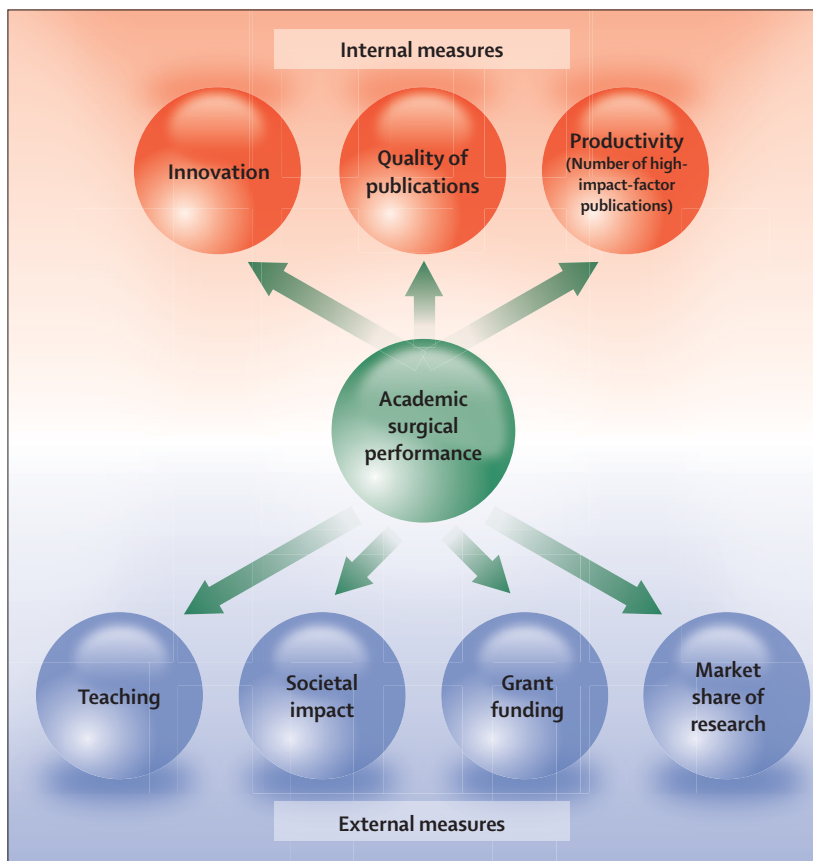 Internal measures
Innovation
Quality of
publications
Productivity
(Number of high-
impact-factor
publications)
Academic
surgical
performance
Teaching
Societal
impact
Grant
funding
Market
share of
research
External measures